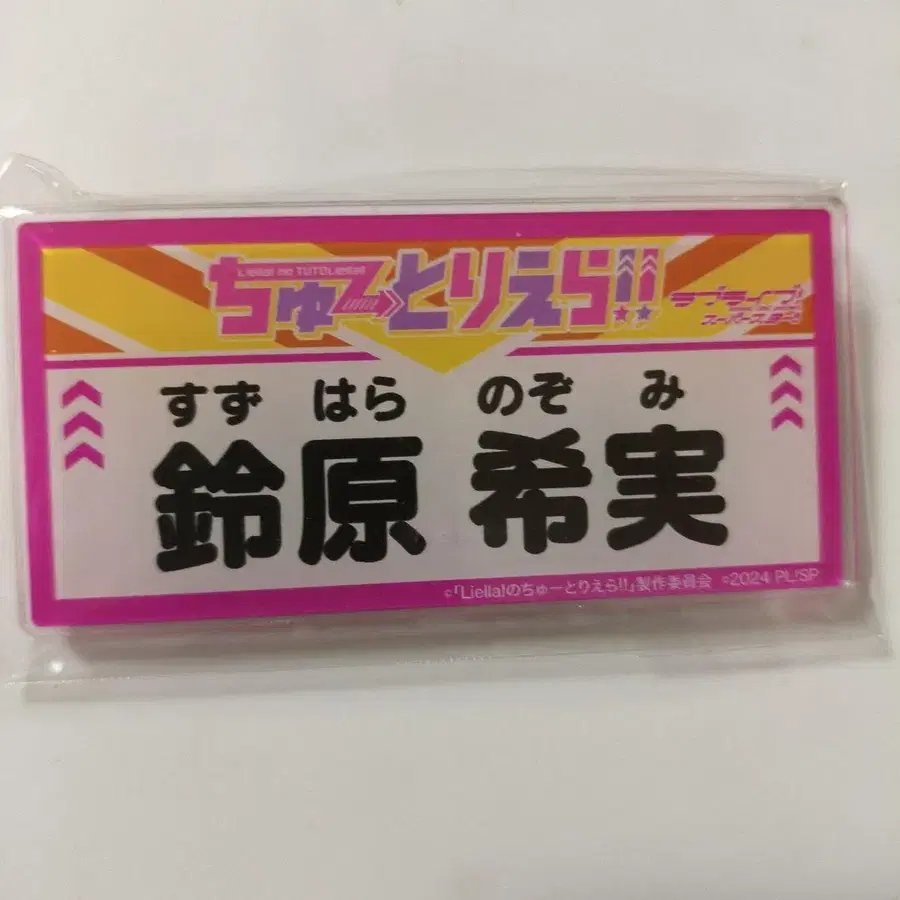 Liella! no TUTOLiella!
ちゅーとりえら!!
ラブライブ!
スーパースター!!
すず はら のぞ み
鈴原 希実
©「Liella!のちゅーとりえら!!」製作委員会 ©2024 PL!SP